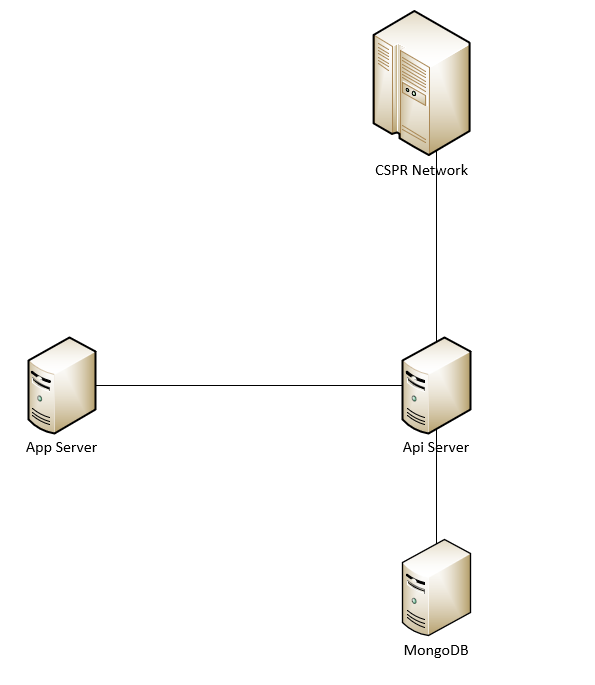 CSPR Network
App Server
Api Server
MongoDB